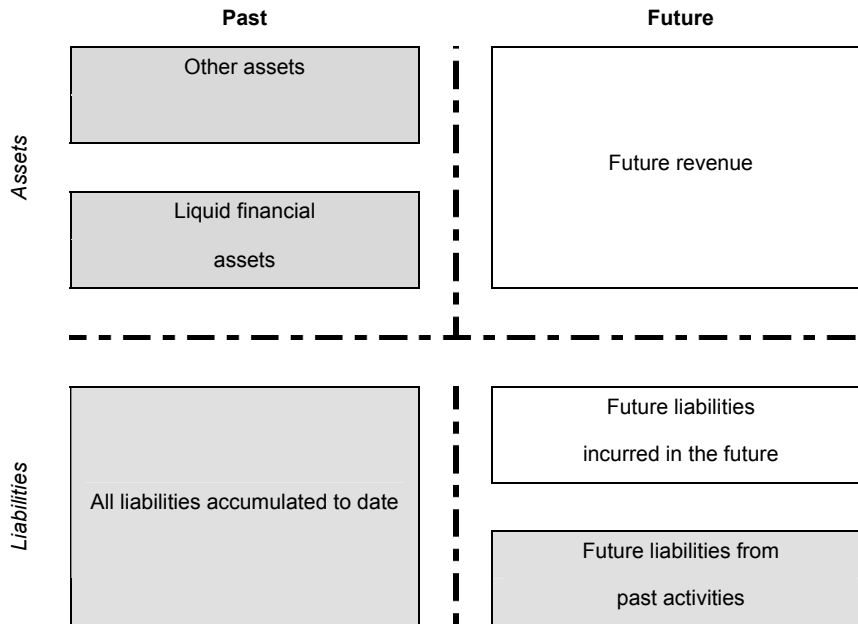 Past
Future
Assets
Other assets
Liquid financial
assets
Future revenue
Liabilities
All liabilities accumulated to date
Future liabilities
incurred in the future
Future liabilities from
past activities